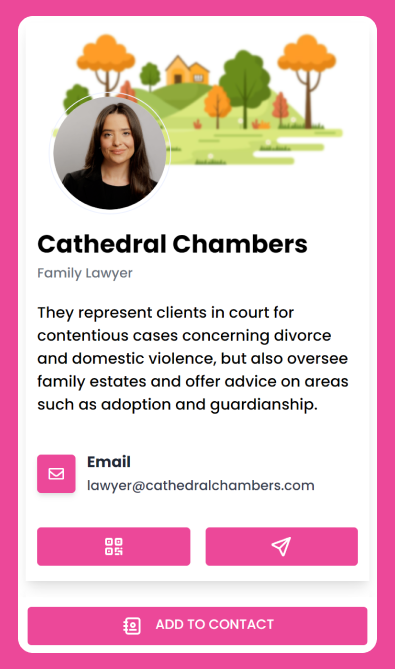 Cathedral Chambers
Family Lawyer
They represent clients in court for
contentious cases concerning divorce
and domestic violence, but also oversee
family estates and offer advice on areas
such as adoption and guardianship.
Email
lawyer@cathedralchambers.com
ADD TO CONTACT